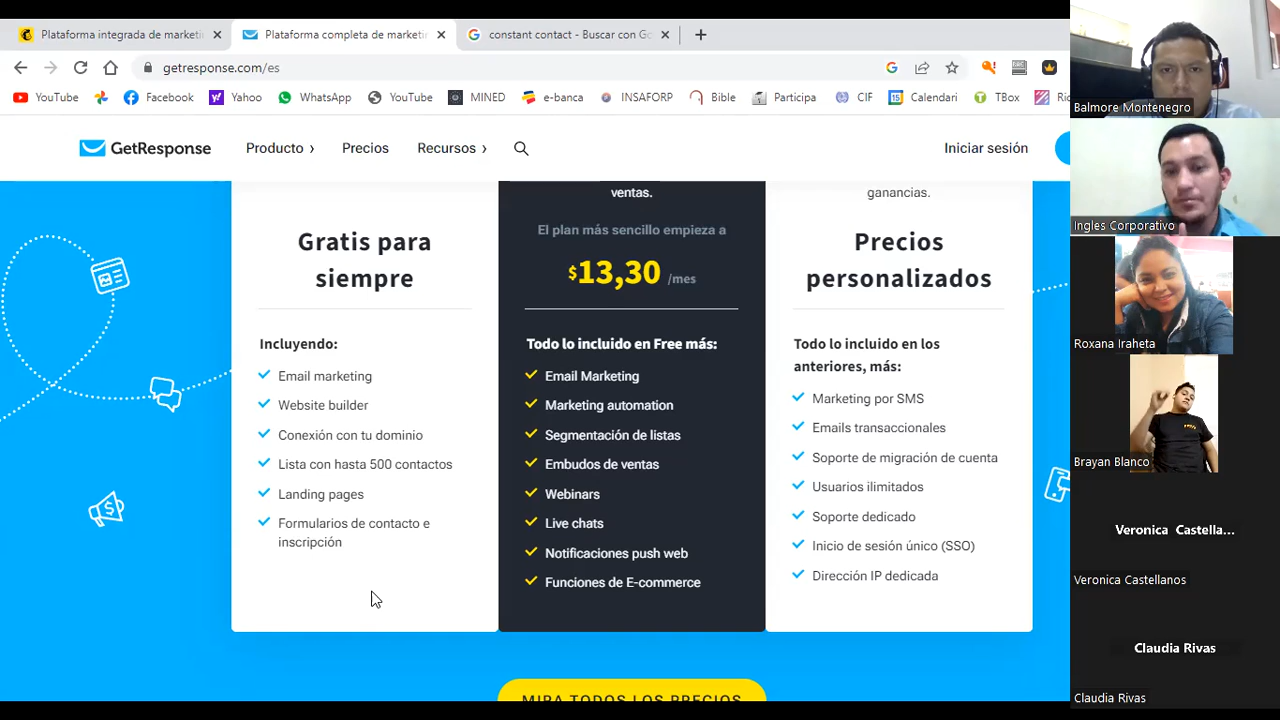 Plataforma integrada de marketi
Plataforma completa de marketin
constant contact - Buscar con Go
getresponse.com/es
YouTube
Facebook
Yahoo
WhatsApp
YouTube
MINED
e-banca
INSAFORP
Bible
Participa
CIF
Calendari
TBox
GetResponse
Producto
Precios
Recursos
Iniciar sesión
ventas.
ganancias.
Gratis para
siempre
El plan más sencillo empieza a
$13,30 /mes
Precios
personalizados
Incluyendo:
Email marketing
Website builder
Conexión con tu dominio
Lista con hasta 500 contactos
Landing pages
Formularios de contacto e
inscripción
Todo lo incluido en Free más:
Email Marketing
Marketing automation
Segmentación de listas
Embudos de ventas
Webinars
Live chats
Notificaciones push web
Funciones de E-commerce
Todo lo incluido en los
anteriores, más:
Marketing por SMS
Emails transaccionales
Soporte de migración de cuenta
Usuarios ilimitados
Soporte dedicado
Inicio de sesión único (SSO)
Dirección IP dedicada
MIRA TODOS LOS PRECIOS
Balmore Montenegro
Ingles Corporativo
Roxana Iraheta
Brayan Blanco
Veronica Castella...
Veronica Castellanos
Claudia Rivas
Claudia Rivas